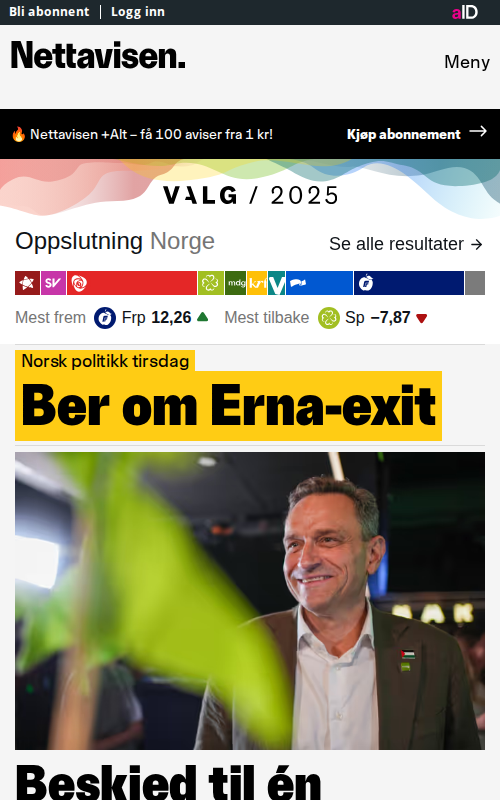 Bli abonnent | Logg inn
aID
Nettavisen.
Meny
🔥 Nettavisen +Alt – få 100 aviser fra 1 kr!
Kjøp abonnement →
VALG / 2025
Oppslutning Norge
Se alle resultater →
SV mdg krf V
Mest frem Frp 12,26 ▲ Mest tilbake Sp −7,87 ▼
Norsk politikk tirsdag
Ber om Erna-exit
Beskjed til én